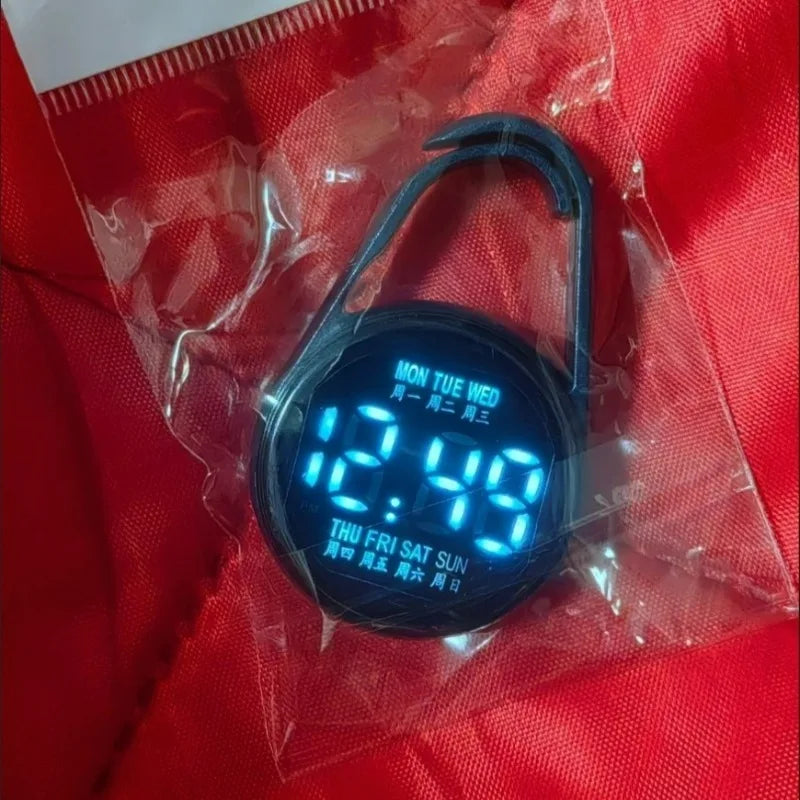 MON TUE WED
周一 周二 周三
12:49
PM
THU FRI SAT SUN
周四 周五 周六 周日